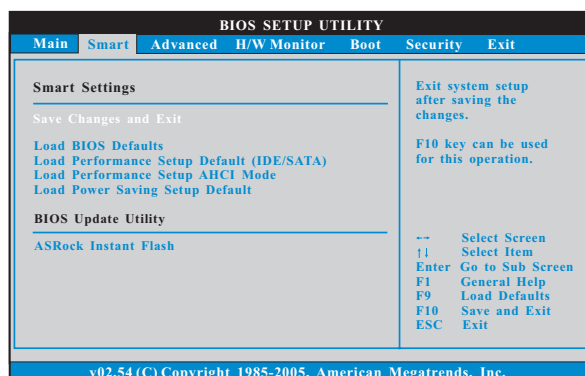 BIOS SETUP UTILITY
Main Smart Advanced H/W Monitor Boot Security Exit
Smart Settings
Save Changes and Exit
Load BIOS Defaults
Load Performance Setup Default (IDE/SATA)
Load Performance Setup AHCI Mode
Load Power Saving Setup Default
BIOS Update Utility
ASRock Instant Flash
Exit system setup
after saving the
changes.
F10 key can be used
for this operation.
←→ Select Screen
↑↓ Select Item
Enter Go to Sub Screen
F1 General Help
F9 Load Defaults
F10 Save and Exit
ESC Exit
v02.54 (C) Copyright 1985-2005, American Megatrends, Inc.